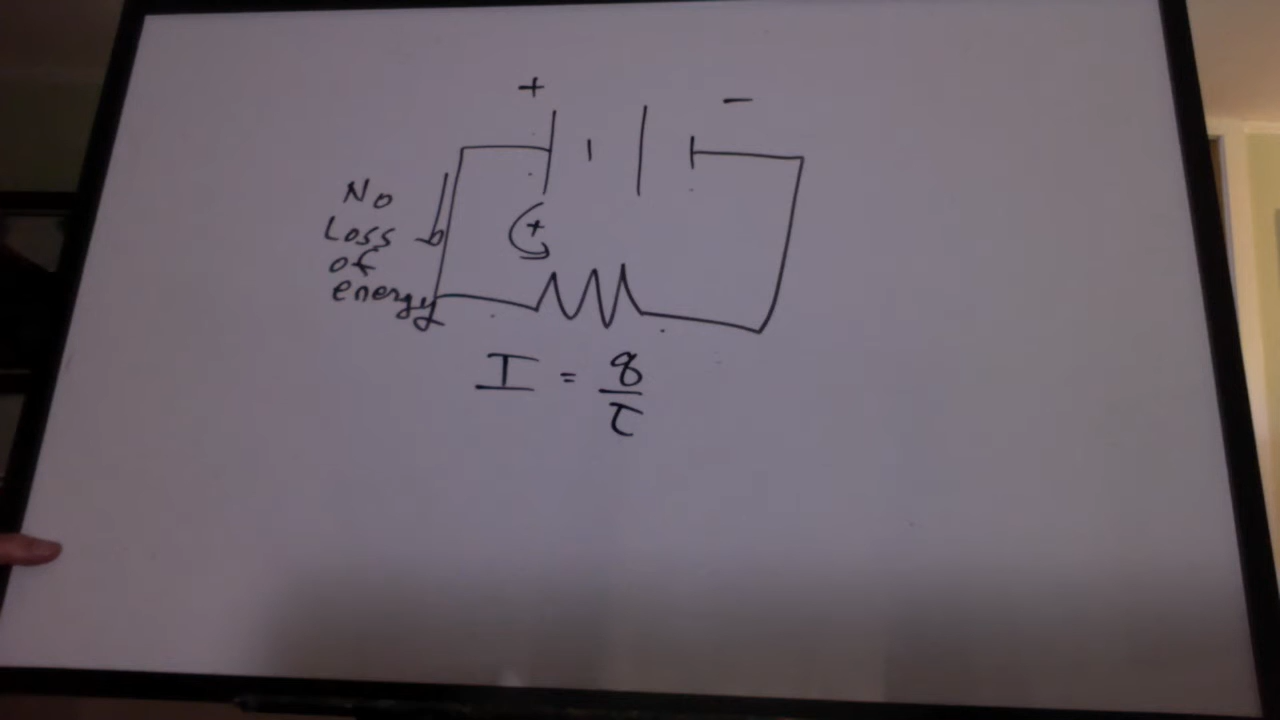 + -
No
Loss
of
energy
+
I = q
τ